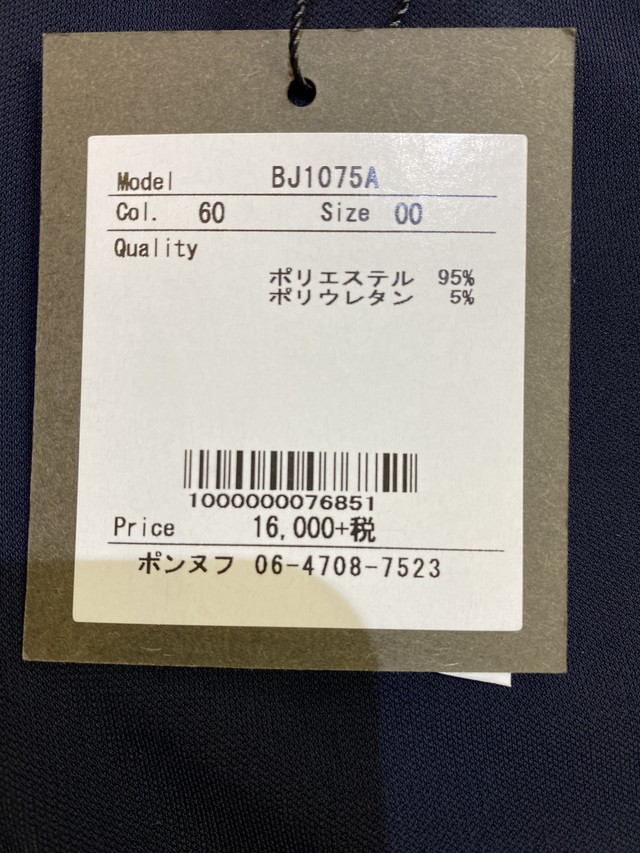 Model BJ1075A
Col. 60 Size 00
Quality
ポリエステル 95%
ポリウレタン 5%
1000000076851
Price 16,000+税
ポンヌフ 06-4708-7523